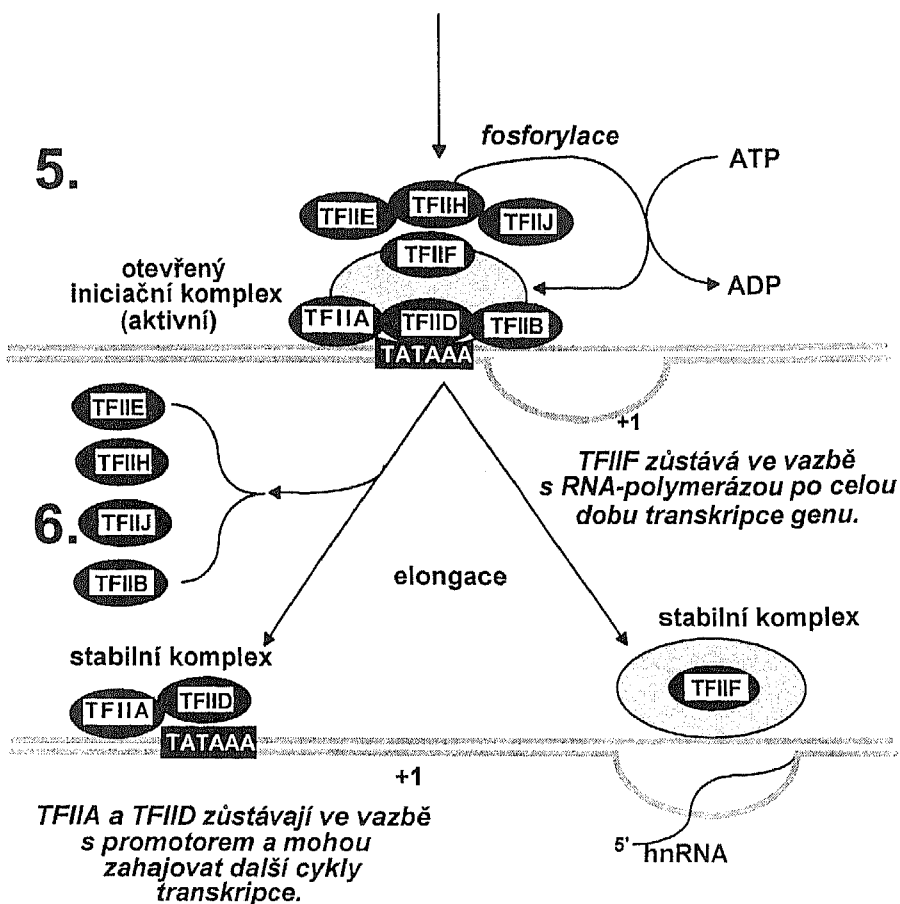 5.
fosforylace
ATP
TFIIE
TFIIH
TFIIJ
TFIIF
otevřený
iniciační komplex
(aktivní)
ADP
TFIIA
TFIID
TFIIB
TATAAA
+1
TFIIF zůstává ve vazbě
s RNA-polymerázou po celou
dobu transkripce genu.
6.
TFIIE
TFIIH
TFIIJ
TFIIB
elongace
stabilní komplex
TFIIA
TFIID
TATAAA
+1
TFIIA a TFIID zůstávají ve vazbě
s promotorem a mohou
zahajovat další cykly
transkripce.
stabilní komplex
TFIIF
5' hnRNA